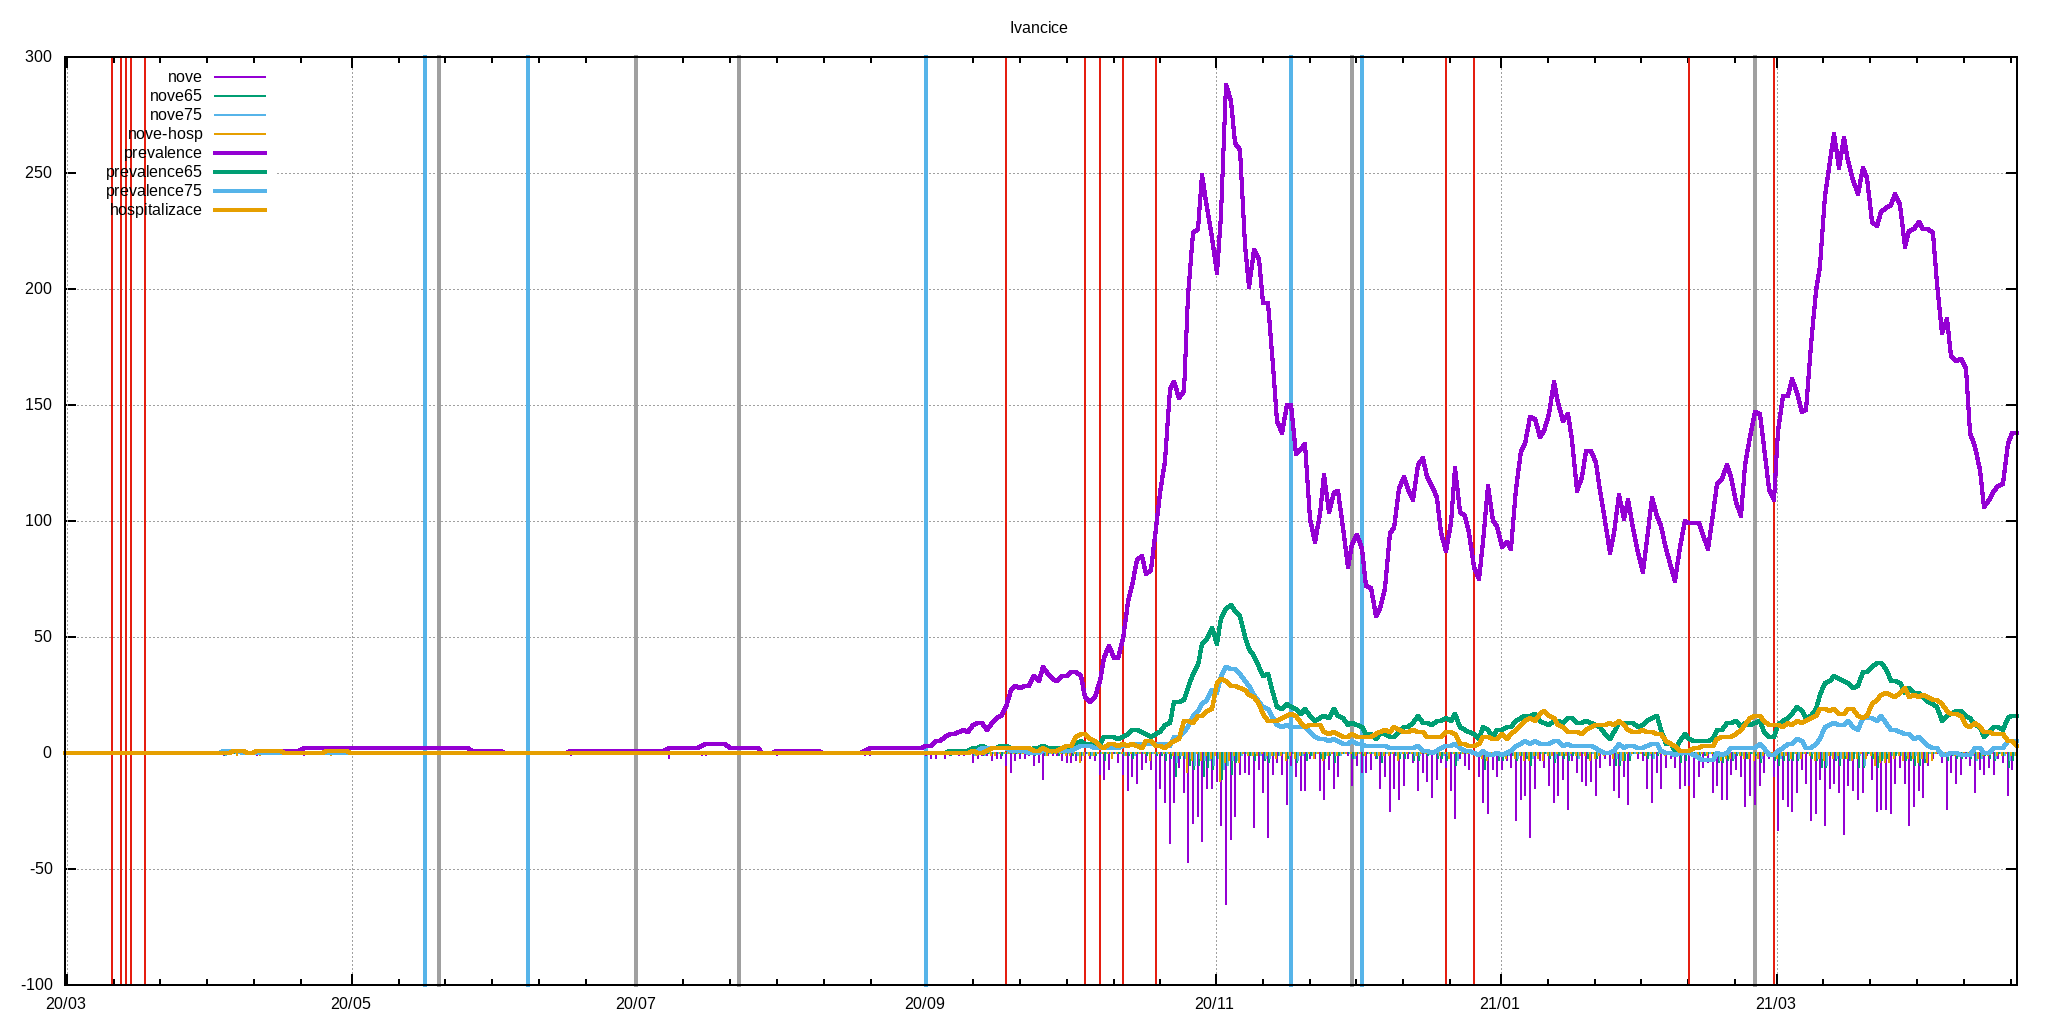 Ivancice
300
250
200
150
100
50
0
-50
-100
nove
nove65
nove75
nove-hosp
prevalence
prevalence65
prevalence75
hospitalizace
20/03 20/05 20/07 20/09 20/11 21/01 21/03